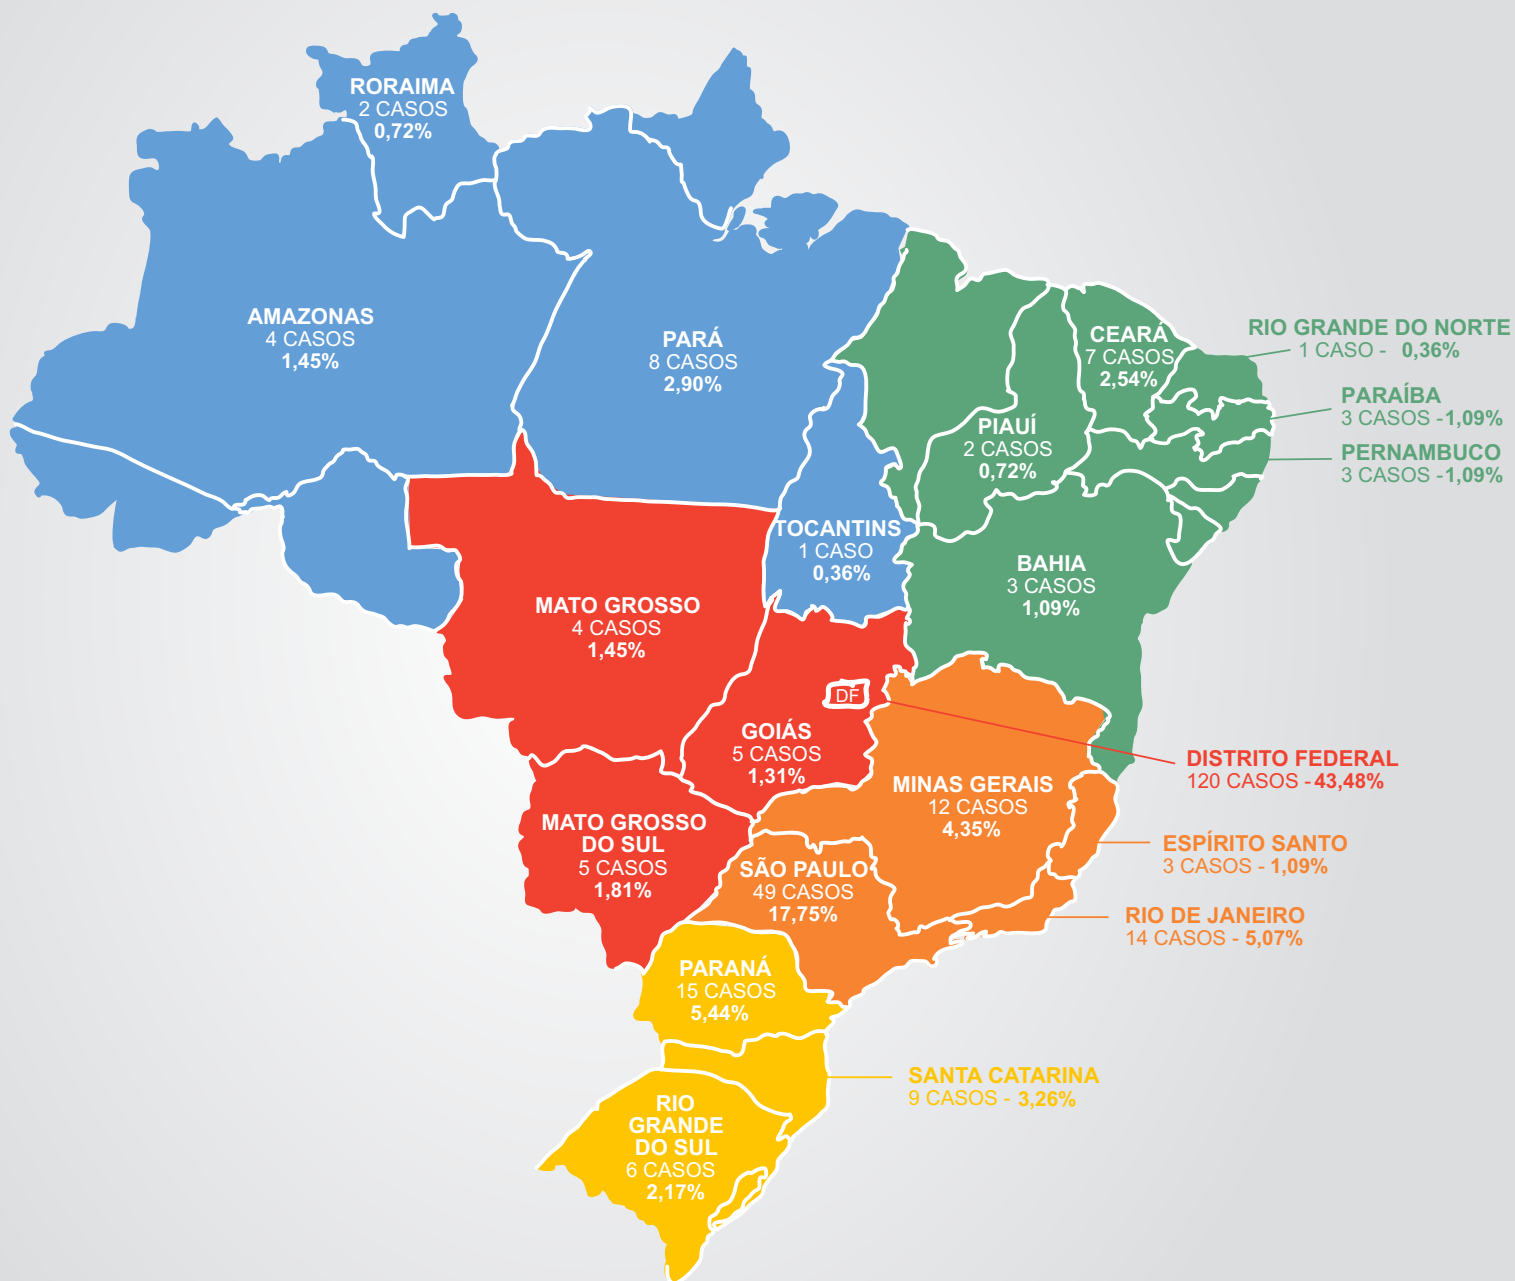 RORAIMA
2 CASOS
0,72%
AMAZONAS
4 CASOS
1,45%
PARÁ
8 CASOS
2,90%
CEARÁ
7 CASOS
2,54%
RIO GRANDE DO NORTE
1 CASO - 0,36%
PARAÍBA
3 CASOS -1,09%
PIAUÍ
2 CASOS
0,72%
PERNAMBUCO
3 CASOS -1,09%
TOCANTINS
1 CASO
0,36%
BAHIA
3 CASOS
1,09%
MATO GROSSO
4 CASOS
1,45%
DF
GOIÁS
5 CASOS
1,31%
DISTRITO FEDERAL
120 CASOS - 43,48%
MINAS GERAIS
12 CASOS
4,35%
MATO GROSSO
DO SUL
5 CASOS
1,81%
ESPÍRITO SANTO
3 CASOS - 1,09%
SÃO PAULO
49 CASOS
17,75%
RIO DE JANEIRO
14 CASOS - 5,07%
PARANÁ
15 CASOS
5,44%
SANTA CATARINA
9 CASOS - 3,26%
RIO
GRANDE
DO SUL
6 CASOS
2,17%